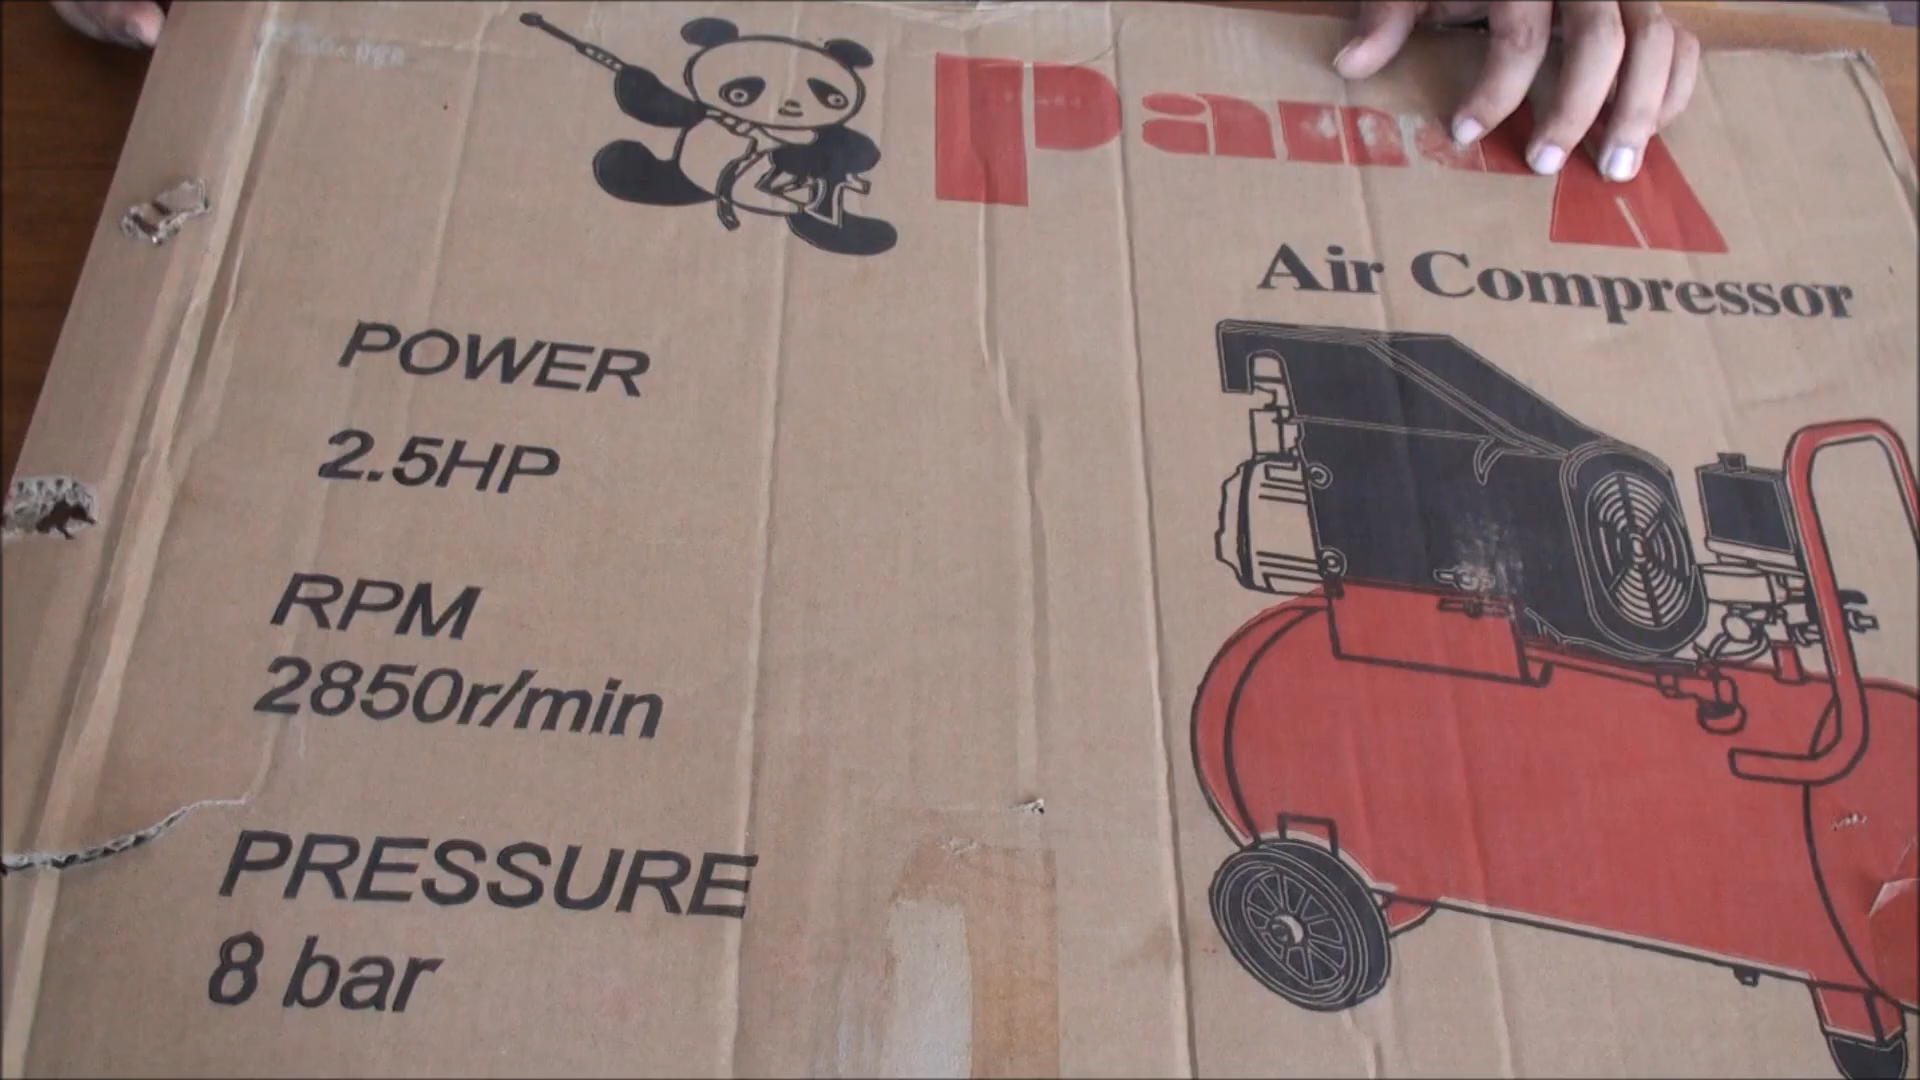 Air Compressor
POWER
2.5HP
RPM
2850r/min
PRESSURE
8 bar